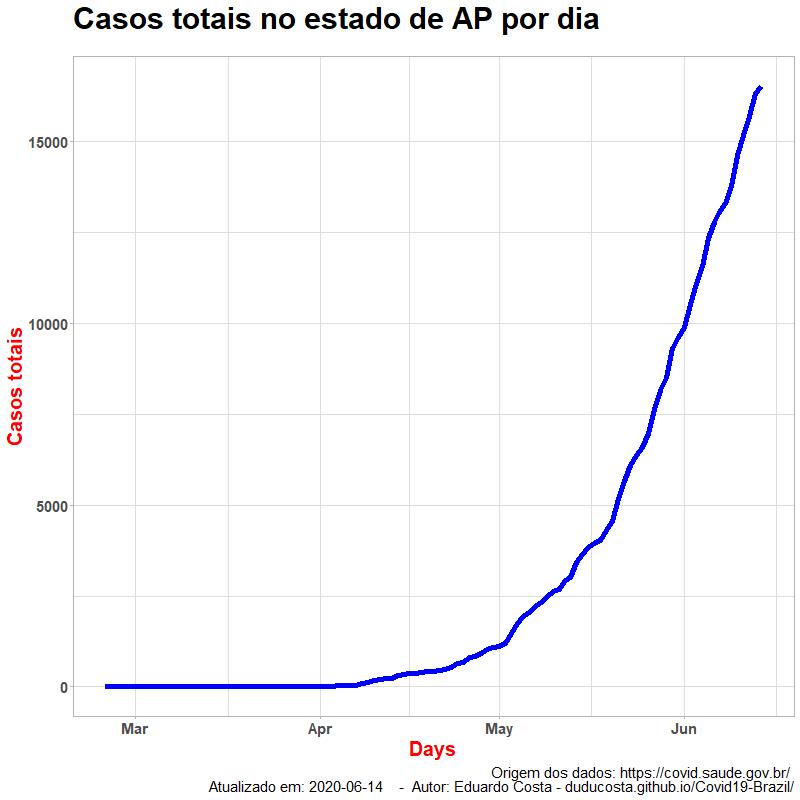 Casos totais no estado de AP por dia
Casos totais
15000
10000
5000
0
Mar Apr May Jun
Days
Origem dos dados: https://covid.saude.gov.br/
Atualizado em: 2020-06-14 - Autor: Eduardo Costa - duducosta.github.io/Covid19-Brazil/